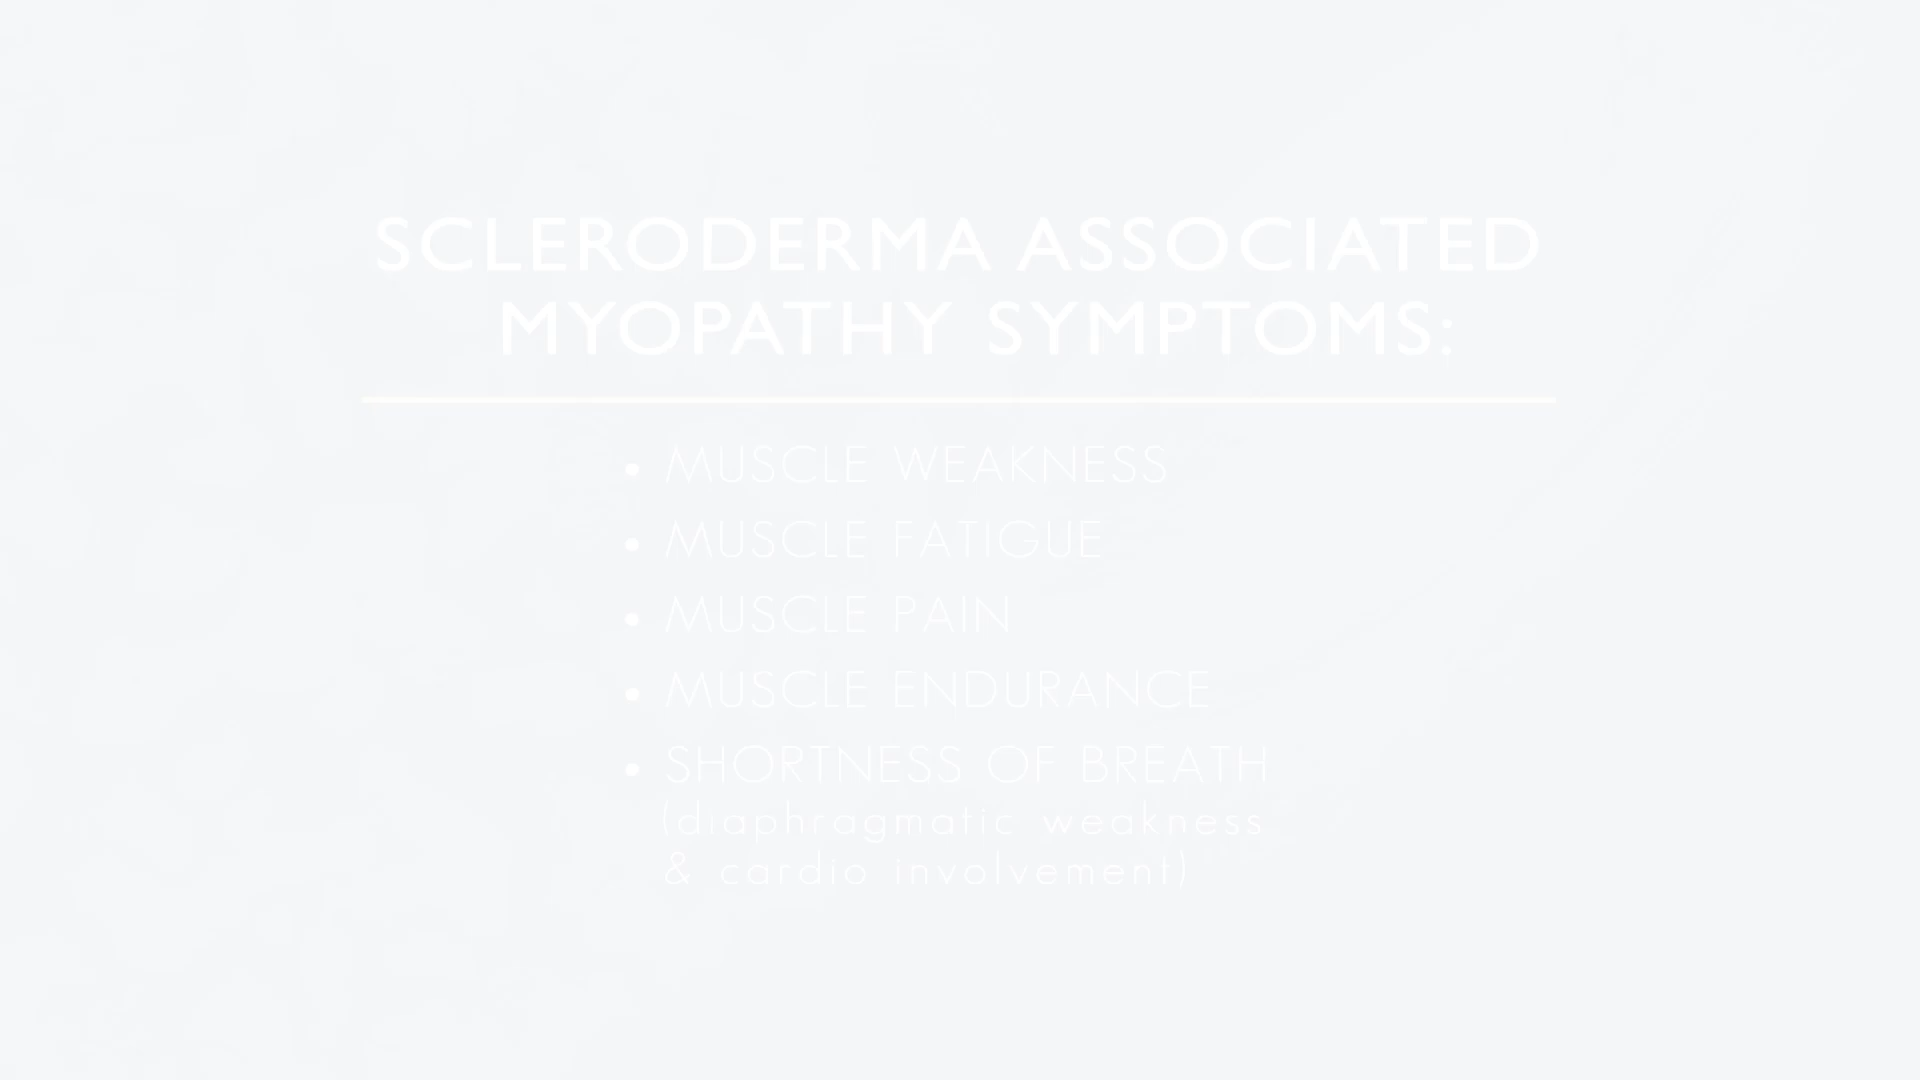 SCLERODERMA ASSOCIATED
MYOPATHY SYMPTOMS:
• MUSCLE WEAKNESS
• MUSCLE FATIGUE
• MUSCLE PAIN
• MUSCLE ENDURANCE
• SHORTNESS OF BREATH
(diaphragmatic weakness
& cardio involvement)